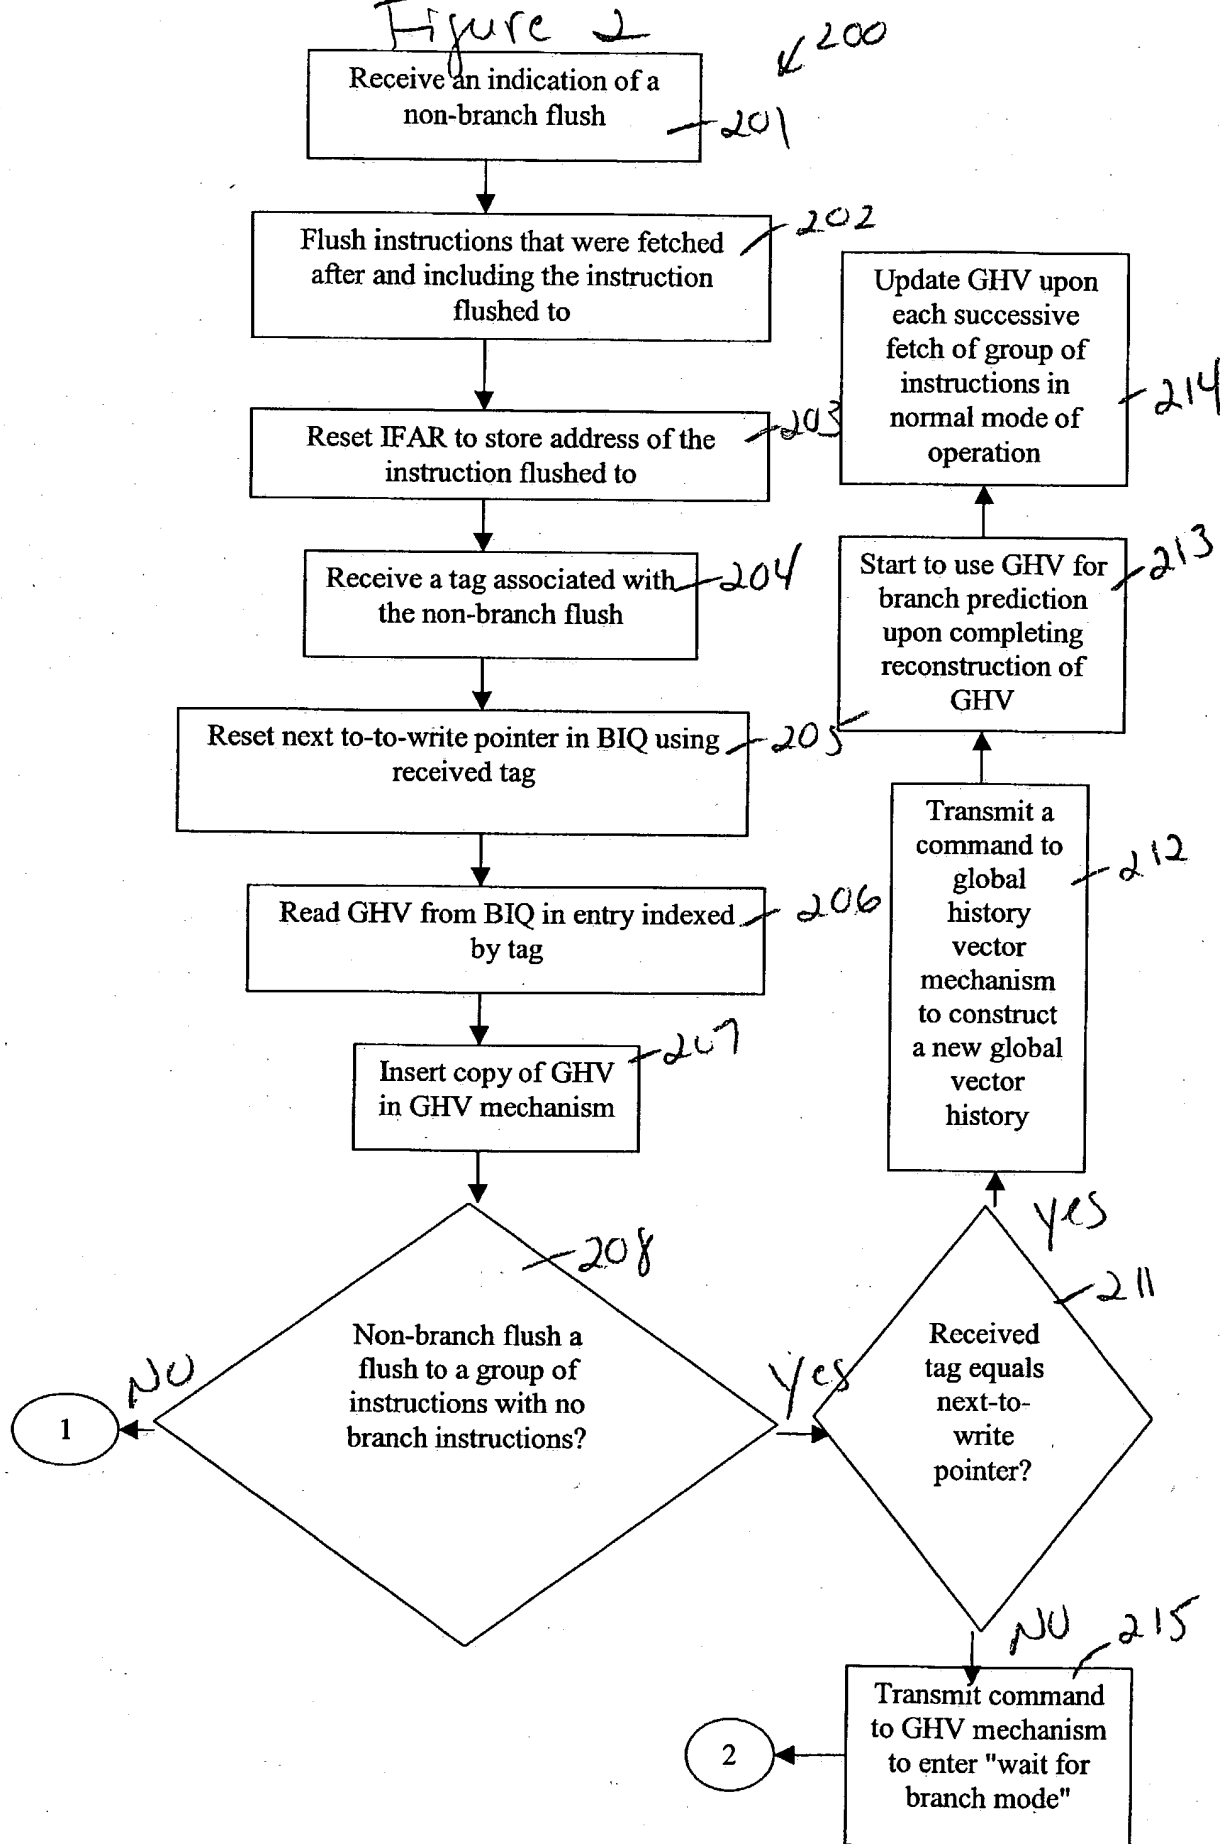 Figure 2
200
Receive an indication of a
non-branch flush
201
Flush instructions that were fetched
after and including the instruction
flushed to
202
Reset IFAR to store address of the
instruction flushed to
203
Receive a tag associated with
the non-branch flush
204
Reset next to-to-write pointer in BIQ using
received tag
205
Read GHV from BIQ in entry indexed
by tag
206
Insert copy of GHV
in GHV mechanism
207
Non-branch flush a
flush to a group of
instructions with no
branch instructions?
208
NO
1
Yes
Received
tag equals
next-to-
write
pointer?
211
yes
Transmit a
command to
global
history
vector
mechanism
to construct
a new global
vector
history
212
Start to use GHV for
branch prediction
upon completing
reconstruction of
GHV
213
Update GHV upon
each successive
fetch of group of
instructions in
normal mode of
operation
214
NO
Transmit command
to GHV mechanism
to enter "wait for
branch mode"
215
2